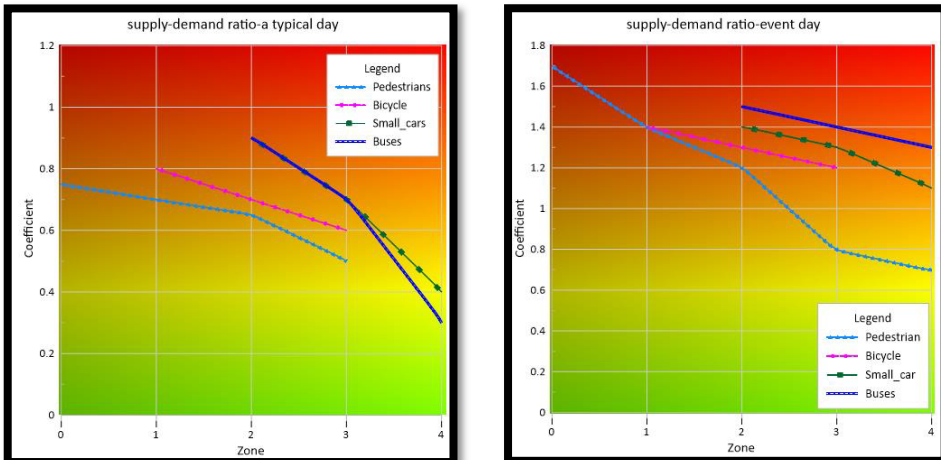 supply-demand ratio-a typical day
1.2
1
0.8
0.6
0.4
0.2
0
Coefficient
0 1 2 3 4
Zone
Legend
Pedestrians
Bicycle
Small_cars
Buses
supply-demand ratio-event day
1.8
1.6
1.4
1.2
1
0.8
0.6
0.4
0.2
0
Coefficient
0 1 2 3 4
Zone
Legend
Pedestrian
Bicycle
Small_car
Buses